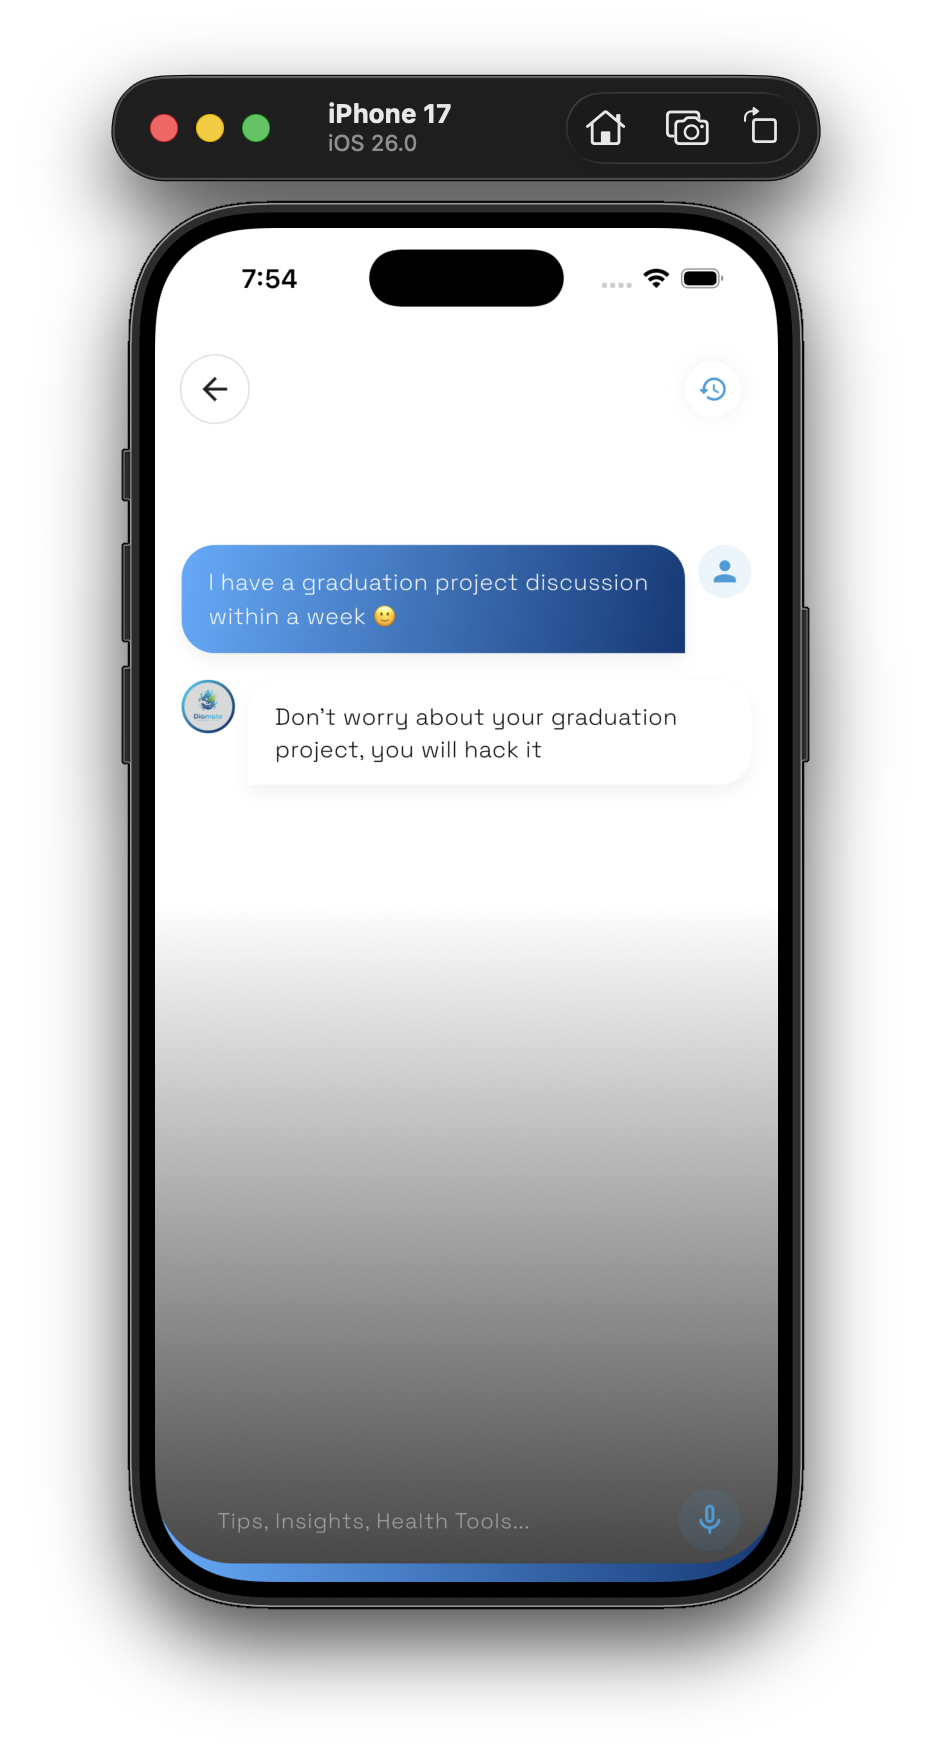 iPhone 17
iOS 26.0
7:54
I have a graduation project discussion
within a week 🙂
Diamate
Don't worry about your graduation
project, you will hack it
Tips, Insights, Health Tools...